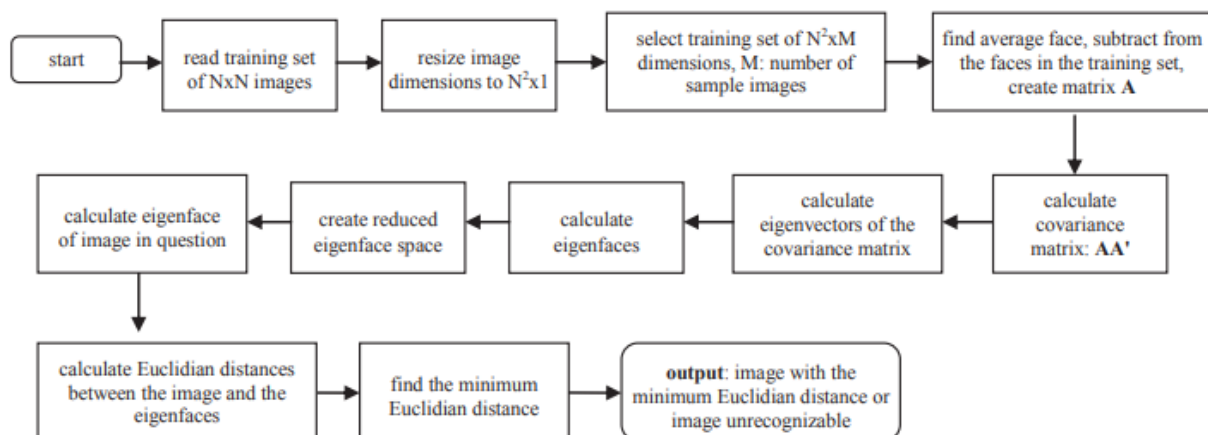 start
read training set
of NxN images
resize image
dimensions to N²x1
select training set of N²xM
dimensions, M: number of
sample images
find average face, subtract from
the faces in the training set,
create matrix A
calculate
covariance
matrix: AA'
calculate
eigenvectors of the
covariance matrix
calculate
eigenfaces
create reduced
eigenface space
calculate eigenface
of image in question
calculate Euclidian distances
between the image and the
eigenfaces
find the minimum
Euclidian distance
output: image with the
minimum Euclidian distance or
image unrecognizable